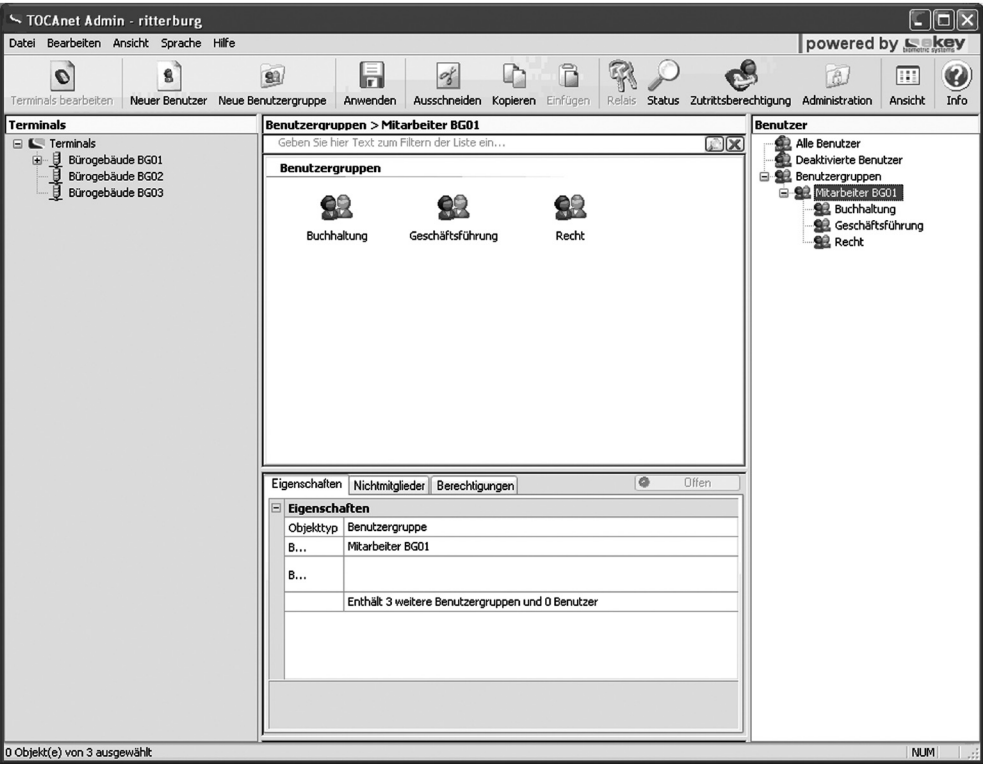 TOCAnet Admin - ritterburg
Datei Bearbeiten Ansicht Sprache Hilfe
powered by ekey
biometric systems
Terminals bearbeiten Neuer Benutzer Neue Benutzergruppe Anwenden Ausschneiden Kopieren Einfügen Relais Status Zutrittsberechtigung Administration Ansicht Info
Terminals
Terminals
Bürogebäude BG01
Bürogebäude BG02
Bürogebäude BG03
Benutzergruppen > Mitarbeiter BG01
Geben Sie hier Text zum Filtern der Liste ein...
Benutzergruppen
Buchhaltung Geschäftsführung Recht
Eigenschaften Nichtmitglieder Berechtigungen Offen
Eigenschaften
Objekttyp Benutzergruppe
B... Mitarbeiter BG01
B...
Enthält 3 weitere Benutzergruppen und 0 Benutzer
Benutzer
Alle Benutzer
Deaktivierte Benutzer
Benutzergruppen
Mitarbeiter BG01
Buchhaltung
Geschäftsführung
Recht
0 Objekt(e) von 3 ausgewählt NUM